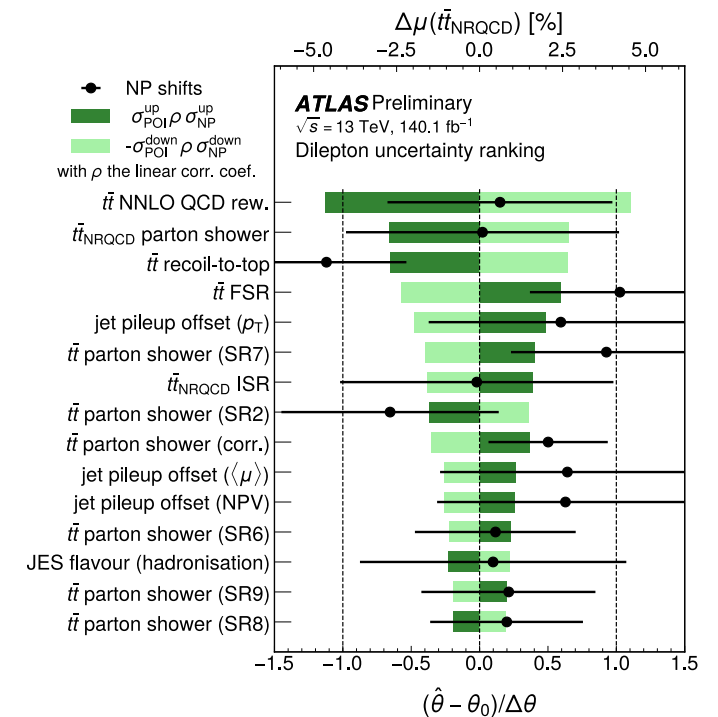 Δμ(tt̄NRQCD) [%]
-5.0 -2.5 0.0 2.5 5.0
NP shifts
σ^up_POI ρ σ^up_NP
-σ^down_POI ρ σ^down_NP
with ρ the linear corr. coef.
ATLAS Preliminary
√s = 13 TeV, 140.1 fb⁻¹
Dilepton uncertainty ranking
tt̄ NNLO QCD rew.
tt̄NRQCD parton shower
tt̄ recoil-to-top
tt̄ FSR
jet pileup offset (pT)
tt̄ parton shower (SR7)
tt̄NRQCD ISR
tt̄ parton shower (SR2)
tt̄ parton shower (corr.)
jet pileup offset (⟨μ⟩)
jet pileup offset (NPV)
tt̄ parton shower (SR6)
JES flavour (hadronisation)
tt̄ parton shower (SR9)
tt̄ parton shower (SR8)
−1.5 −1.0 −0.5 0.0 0.5 1.0 1.5
(θ̂ − θ₀)/Δθ